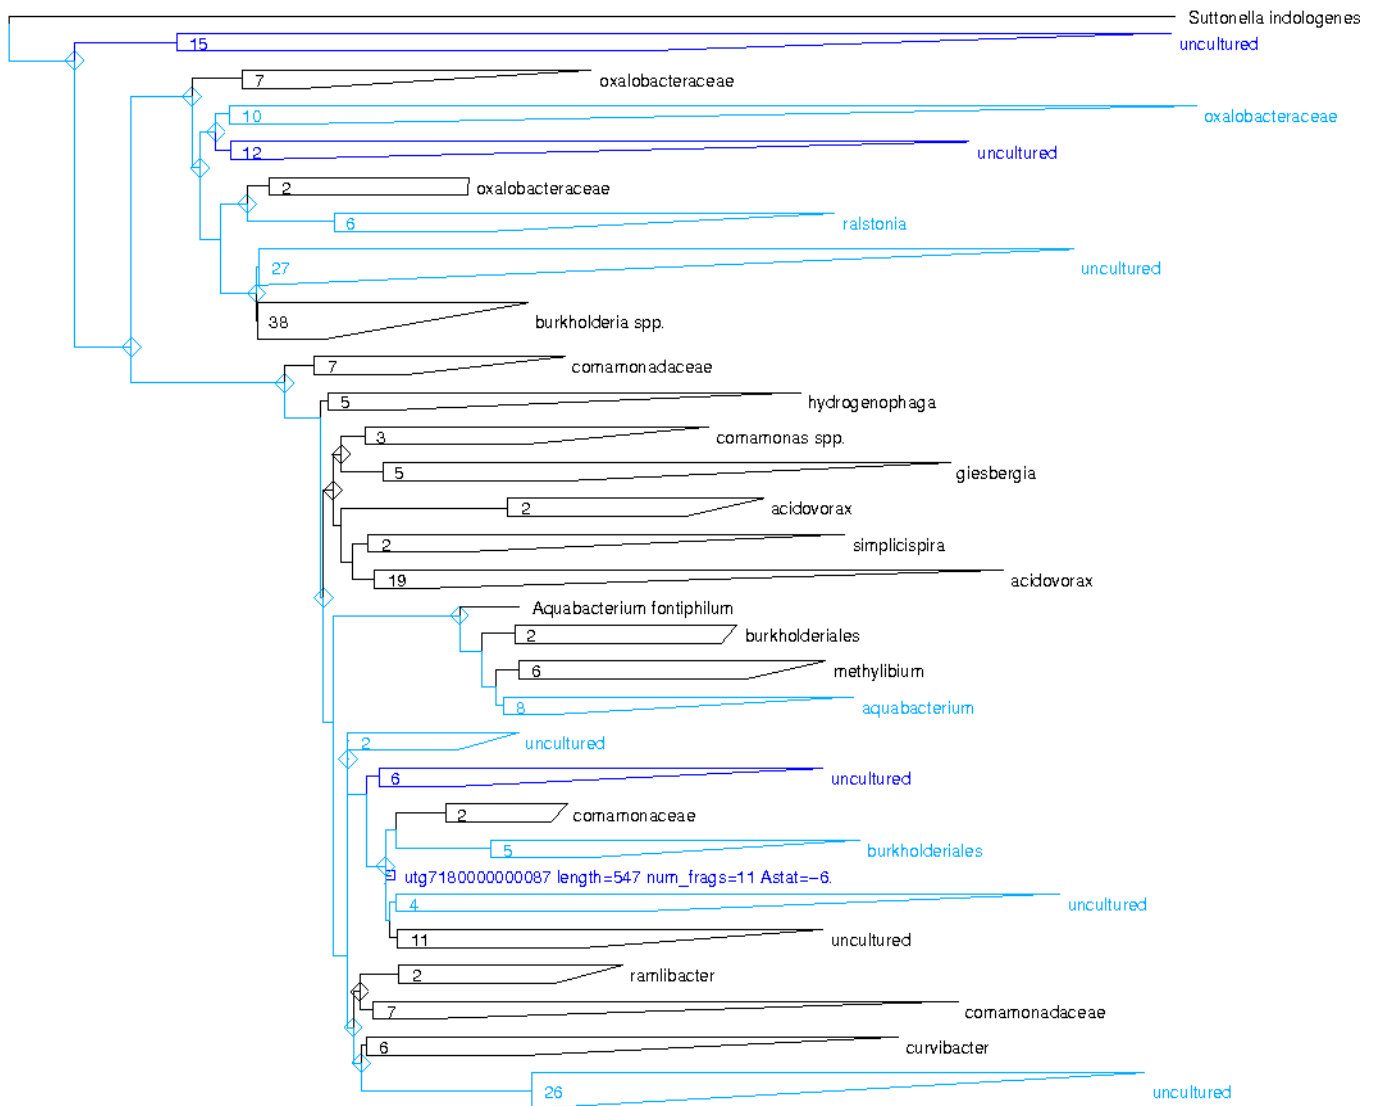 Suttonella indologenes
15 uncultured
7 oxalobacteraceae
10 oxalobacteraceae
12 uncultured
2 oxalobacteraceae
6 ralstonia
27 uncultured
38 burkholderia spp.
7 comamonadaceae
5 hydrogenophaga
3 comamonas spp.
5 giesbergia
2 acidovorax
2 simplicispira
19 acidovorax
Aquabacterium fontiphilum
2 burkholderiales
6 methylibium
8 aquabacterium
2 uncultured
6 uncultured
2 comamonaceae
5 burkholderiales
utg7180000000087 length=547 num_frags=11 Astat=−6.
4 uncultured
11 uncultured
2 ramlibacter
7 comamonadaceae
6 curvibacter
26 uncultured